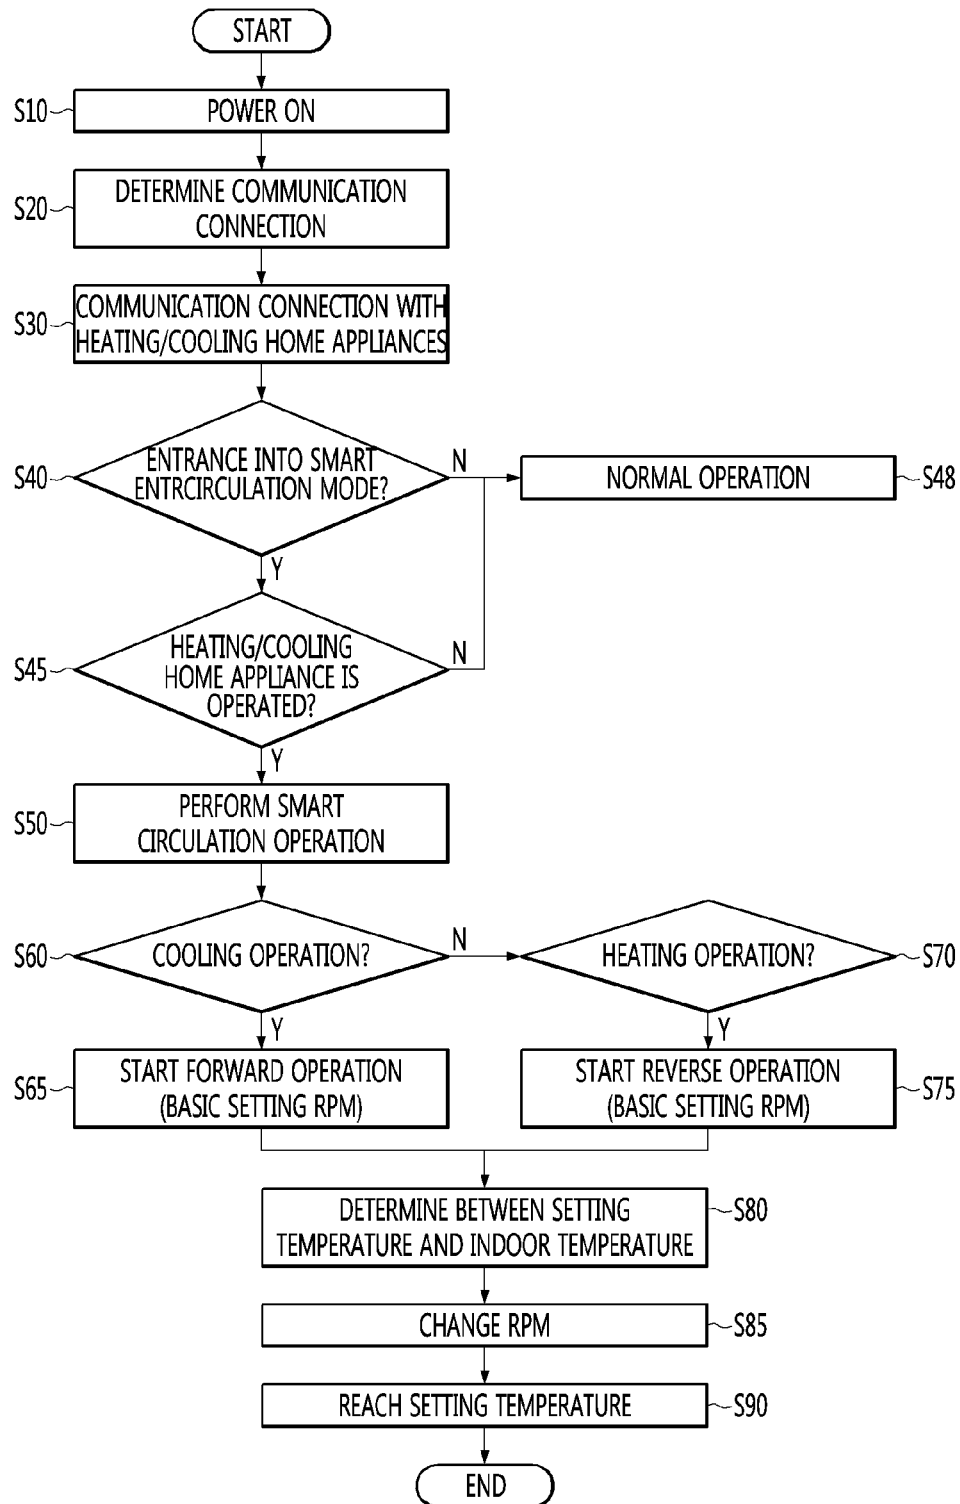 START
S10
POWER ON
S20
DETERMINE COMMUNICATION
CONNECTION
S30
COMMUNICATION CONNECTION WITH
HEATING/COOLING HOME APPLIANCES
S40
ENTRANCE INTO SMART
ENTRCIRCULATION MODE?
N
NORMAL OPERATION
S48
Y
S45
HEATING/COOLING
HOME APPLIANCE IS
OPERATED?
N
Y
S50
PERFORM SMART
CIRCULATION OPERATION
S60
COOLING OPERATION?
N
HEATING OPERATION?
S70
Y
Y
S65
START FORWARD OPERATION
(BASIC SETTING RPM)
START REVERSE OPERATION
(BASIC SETTING RPM)
S75
DETERMINE BETWEEN SETTING
TEMPERATURE AND INDOOR TEMPERATURE
S80
CHANGE RPM
S85
REACH SETTING TEMPERATURE
S90
END